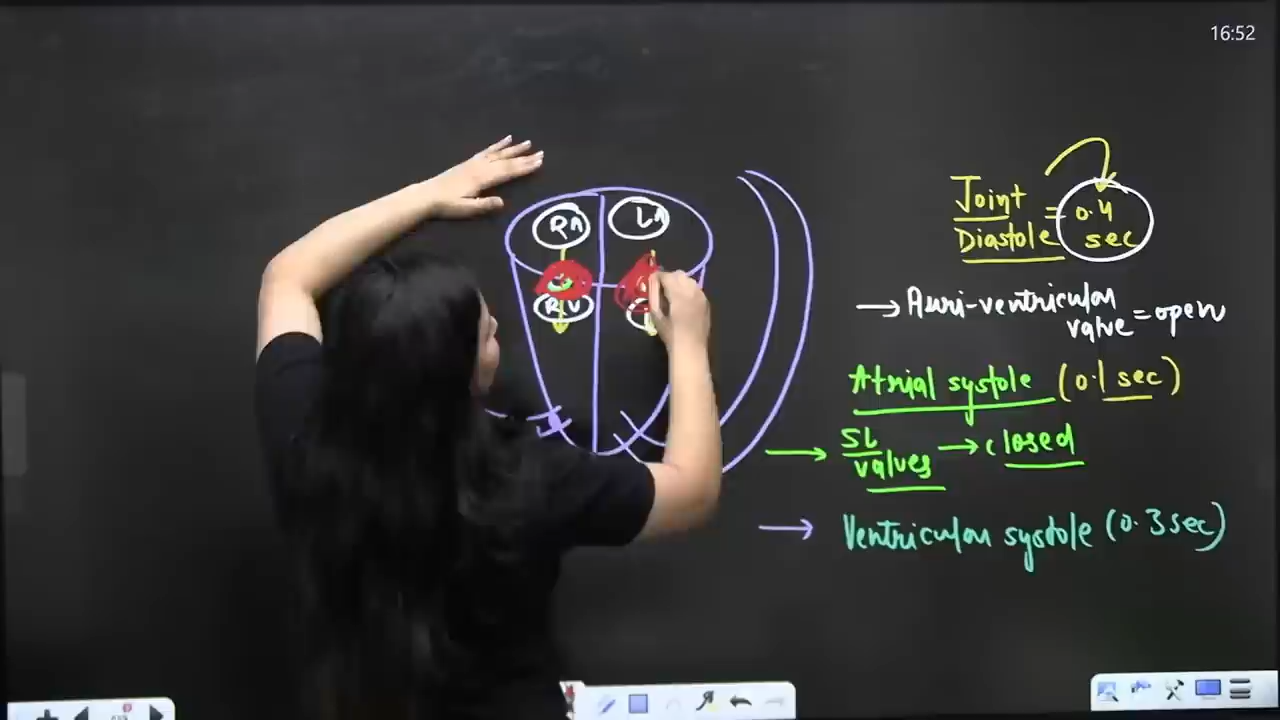 16:52
RA LA
RV
Joint = 0.4
Diastole sec
→ Auri-ventricular
valve = open
Atrial systole (0.1 sec)
→ SL → closed
valves
→ Ventricular systole (0.3 sec)